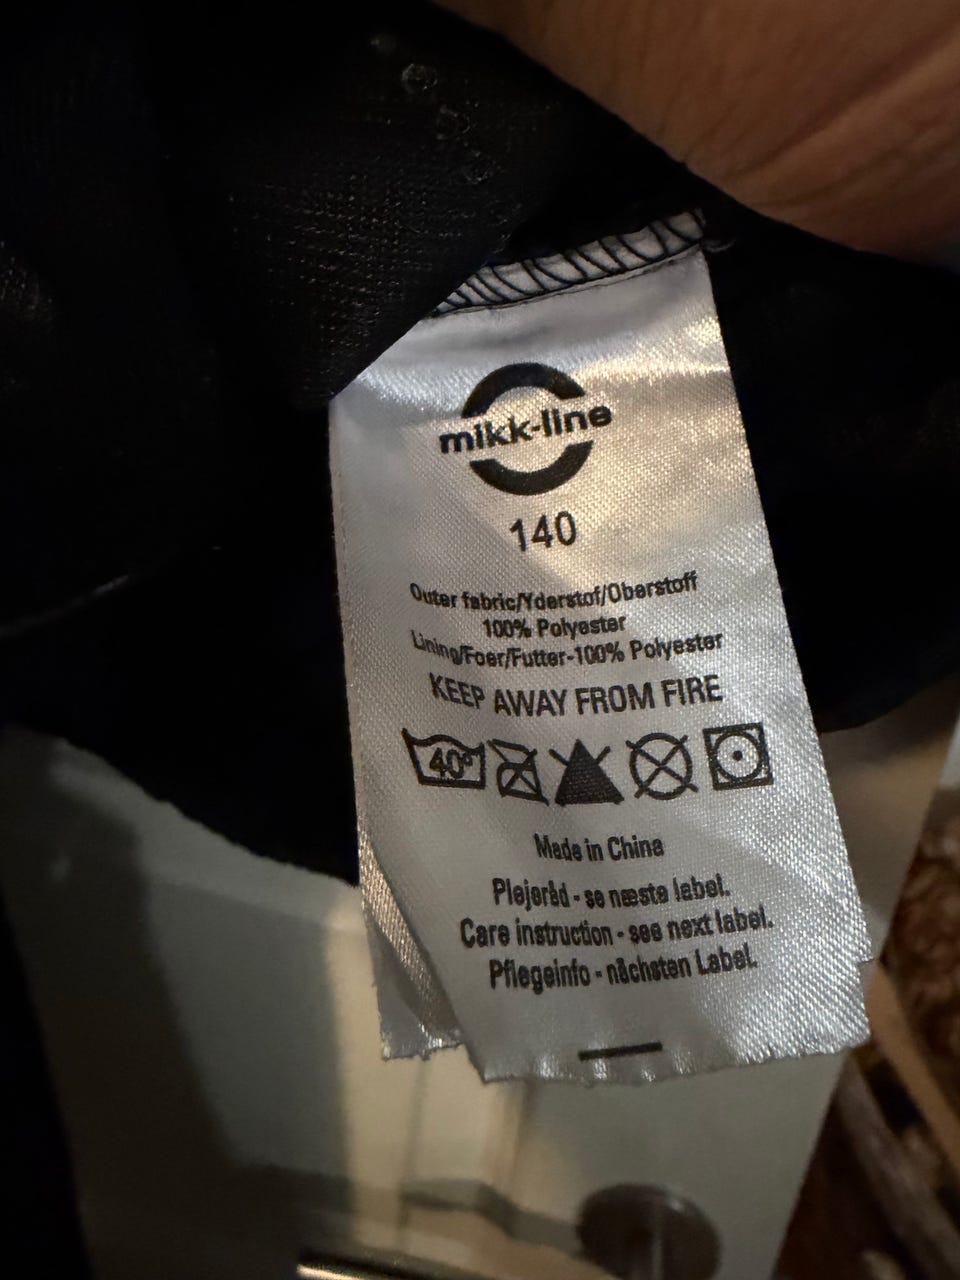 mikk-line
140
Outer fabric/Yderstof/Oberstoff
100% Polyester
Lining/Foer/Futter-100% Polyester
KEEP AWAY FROM FIRE
40°
Made in China
Plejeråd - se næste label.
Care instruction - see next label.
Pflegeinfo - nächsten Label.